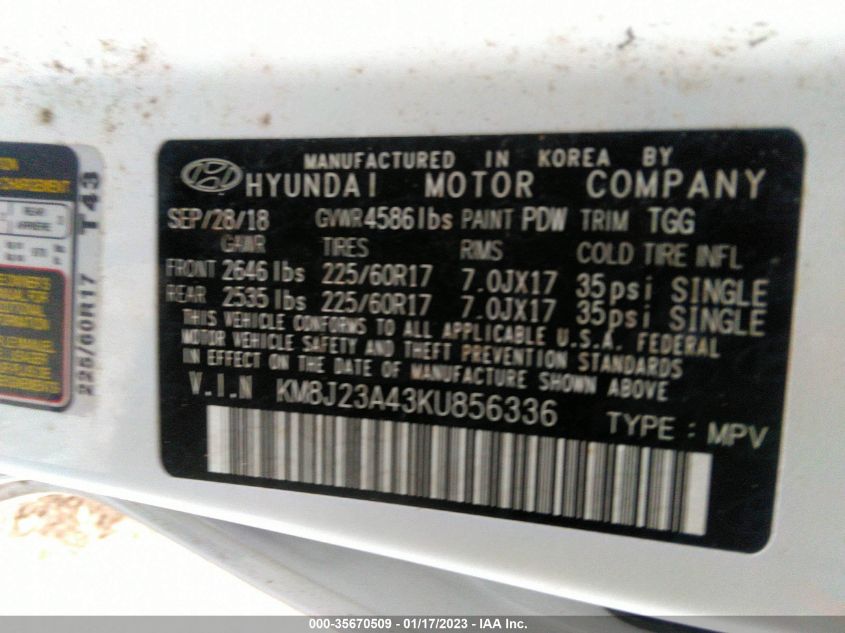 MANUFACTURED IN KOREA BY
HYUNDAI MOTOR COMPANY
SEP/28/18 GVWR 4586 lbs PAINT PDW TRIM TGG
GAWR TIRES RMS COLD TIRE INFL
FRONT 2646 lbs 225/60R17 7.0JX17 35psi SINGLE
REAR 2535 lbs 225/60R17 7.0JX17 35psi SINGLE
THIS VEHICLE CONFORMS TO ALL APPLICABLE U.S.A. FEDERAL
MOTOR VEHICLE SAFETY AND THEFT PREVENTION STANDARDS
IN EFFECT ON THE DATE OF MANUFACTURE SHOWN ABOVE
V.I.N KM8J23A43KU856336
TYPE : MPV
225/60R17 T43
REAR
ARRIERE
000-35670509 - 01/17/2023 - IAA Inc.